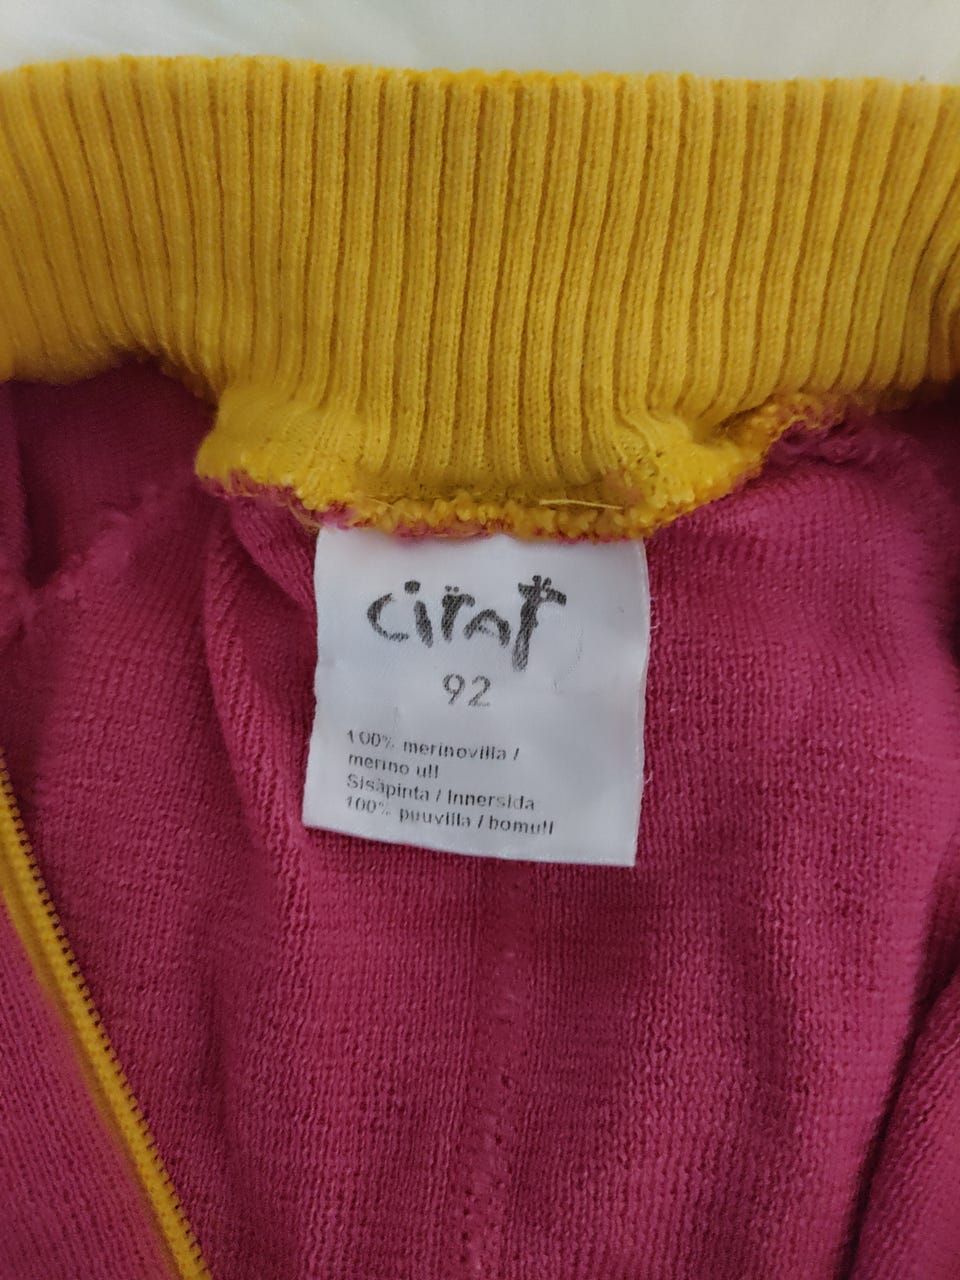 cirat
92
100% merinovilla /
merino ull
Sisäpinta / Innersida
100% puuvilla / bomull